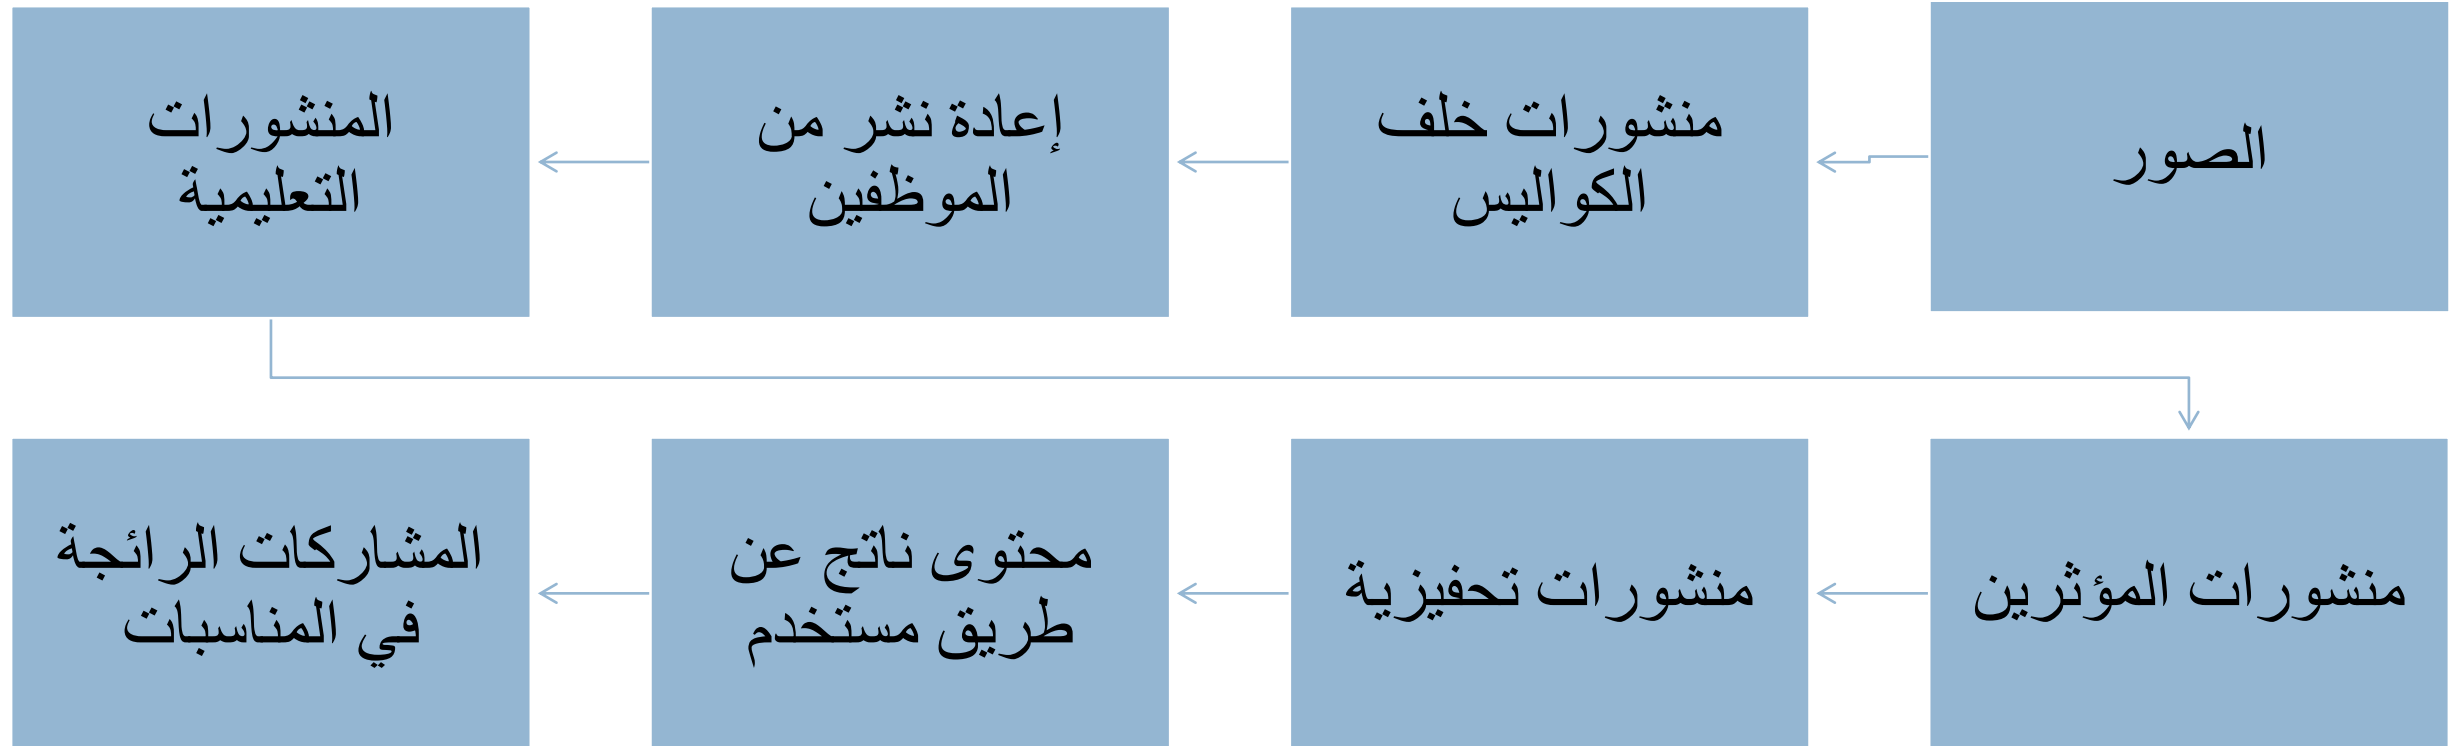 الصور
منشورات خلف
الكواليس
إعادة نشر من
الموظفين
المنشورات
التعليمية
منشورات المؤثرين
منشورات تحفيزية
محتوى ناتج عن
طريق مستخدم
المشاركات الرائجة
في المناسبات